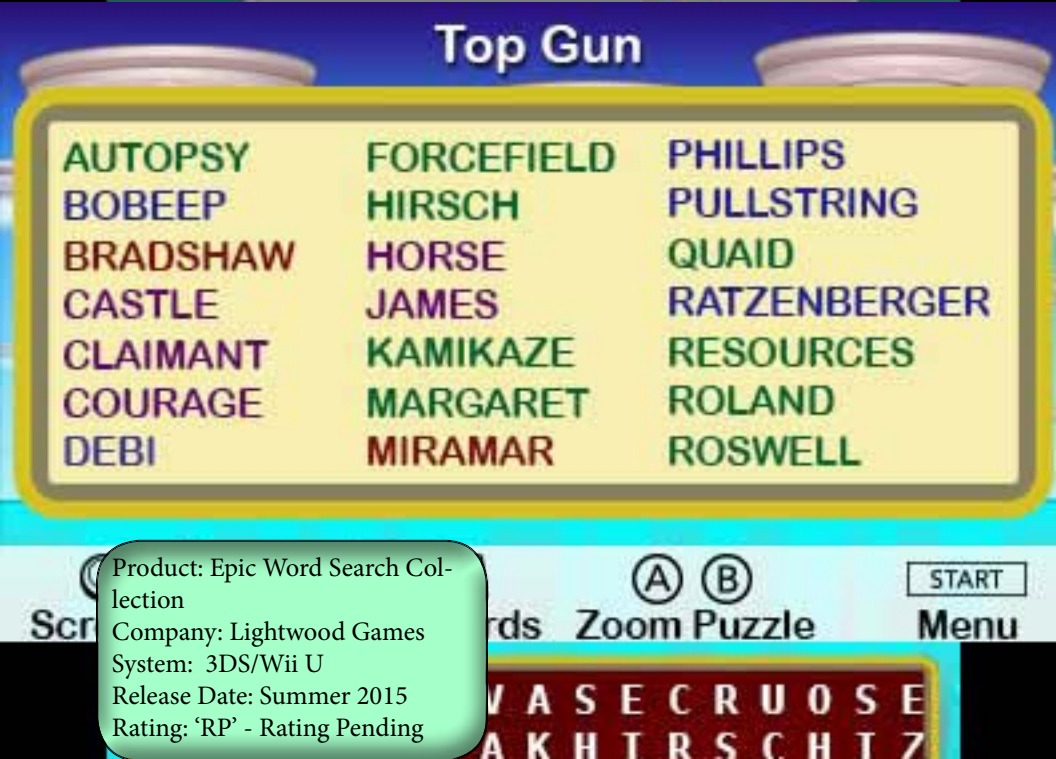 Top Gun
AUTOPSY FORCEFIELD PHILLIPS
BOBEEP HIRSCH PULLSTRING
BRADSHAW HORSE QUAID
CASTLE JAMES RATZENBERGER
CLAIMANT KAMIKAZE RESOURCES
COURAGE MARGARET ROLAND
DEBI MIRAMAR ROSWELL
A B START
Zoom Puzzle Menu
Product: Epic Word Search Col-
lection
Company: Lightwood Games
System: 3DS/Wii U
Release Date: Summer 2015
Rating: ‘RP’ - Rating Pending
A S E C R U O S E
K H I R S C H I Z